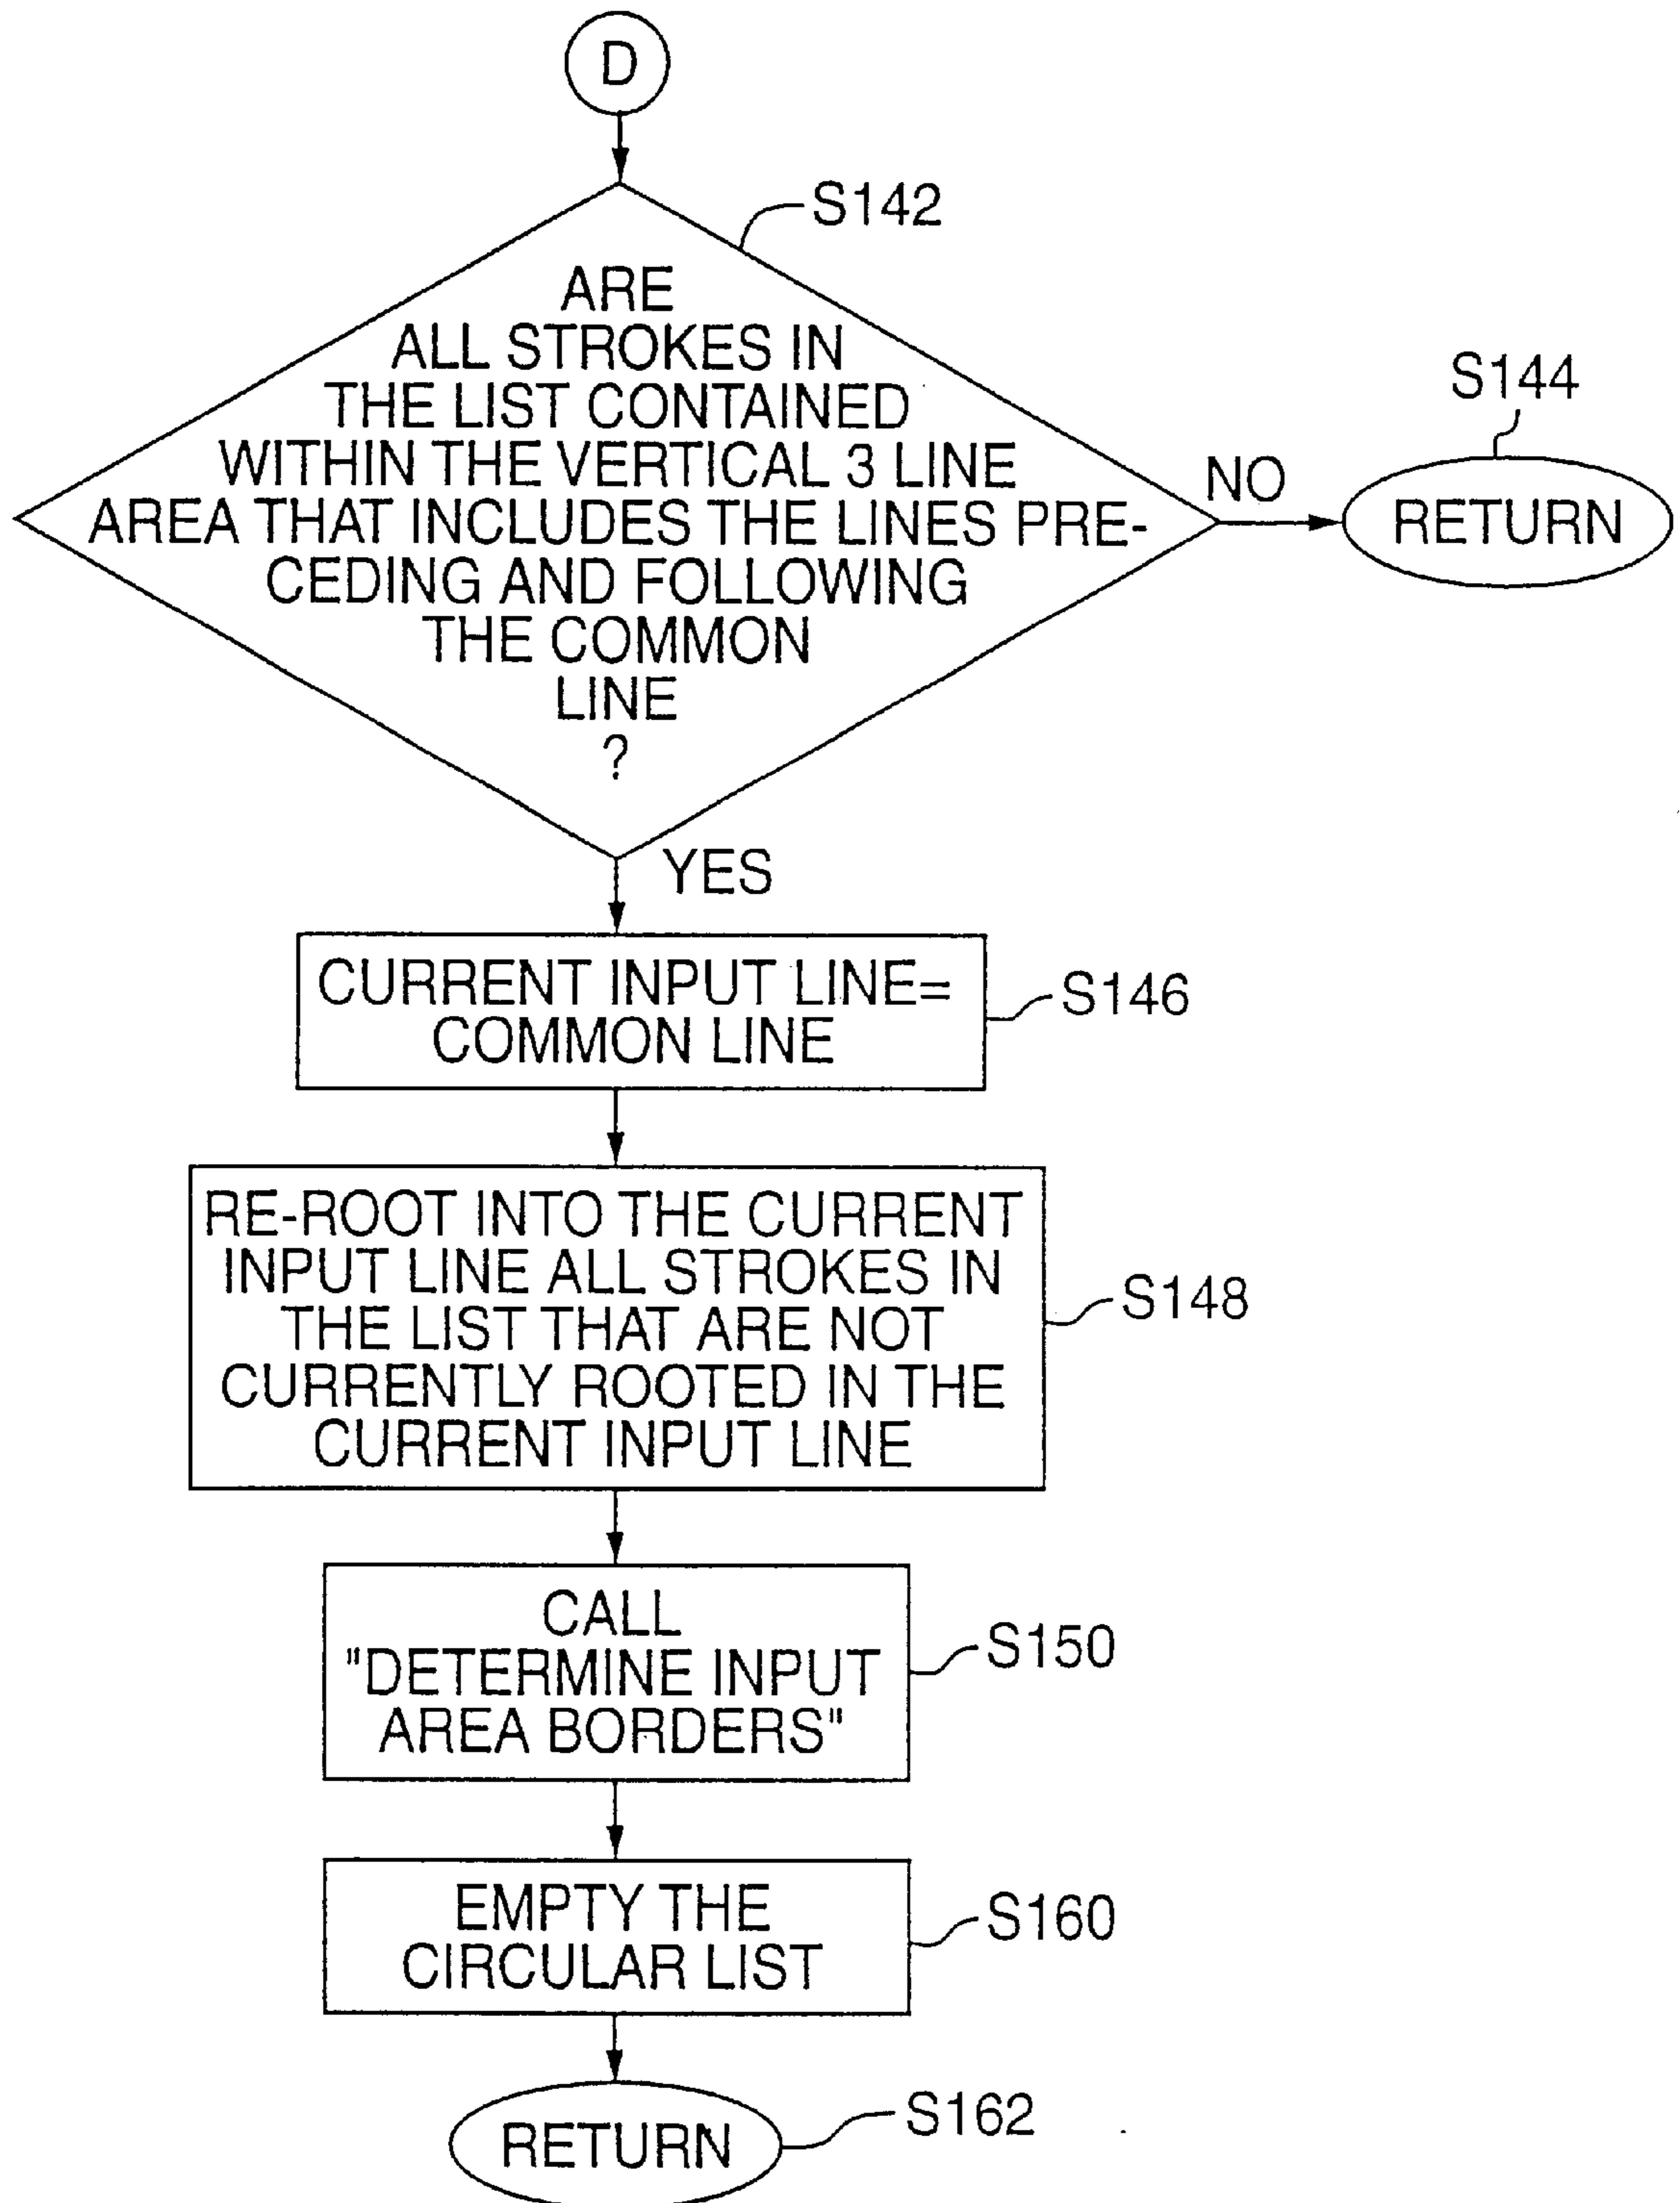 D
S142
ARE
ALL STROKES IN
THE LIST CONTAINED
WITHIN THE VERTICAL 3 LINE
AREA THAT INCLUDES THE LINES PRE-
CEDING AND FOLLOWING
THE COMMON
LINE
?
NO
S144
RETURN
YES
CURRENT INPUT LINE=
COMMON LINE
S146
RE-ROOT INTO THE CURRENT
INPUT LINE ALL STROKES IN
THE LIST THAT ARE NOT
CURRENTLY ROOTED IN THE
CURRENT INPUT LINE
S148
CALL
"DETERMINE INPUT
AREA BORDERS"
S150
EMPTY THE
CIRCULAR LIST
S160
RETURN
S162